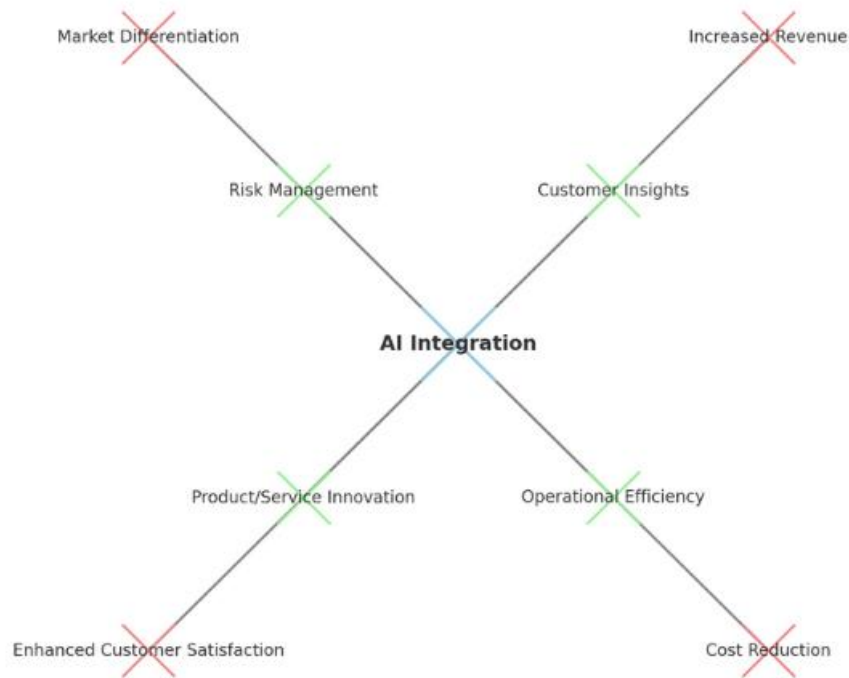 Market Differentiation
Increased Revenue
Risk Management
Customer Insights
AI Integration
Product/Service Innovation
Operational Efficiency
Enhanced Customer Satisfaction
Cost Reduction